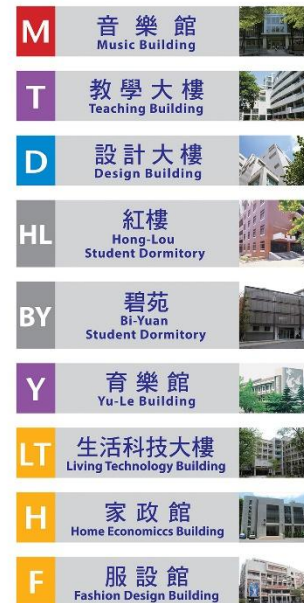 M
音樂館
Music Building
T
教學大樓
Teaching Building
D
設計大樓
Design Building
HL
紅樓
Hong-Lou
Student Dormitory
BY
碧苑
Bi-Yuan
Student Dormitory
Y
育樂館
Yu-Le Building
LT
生活科技大樓
Living Technology Building
H
家政館
Home Economiccs Building
F
服設館
Fashion Design Building